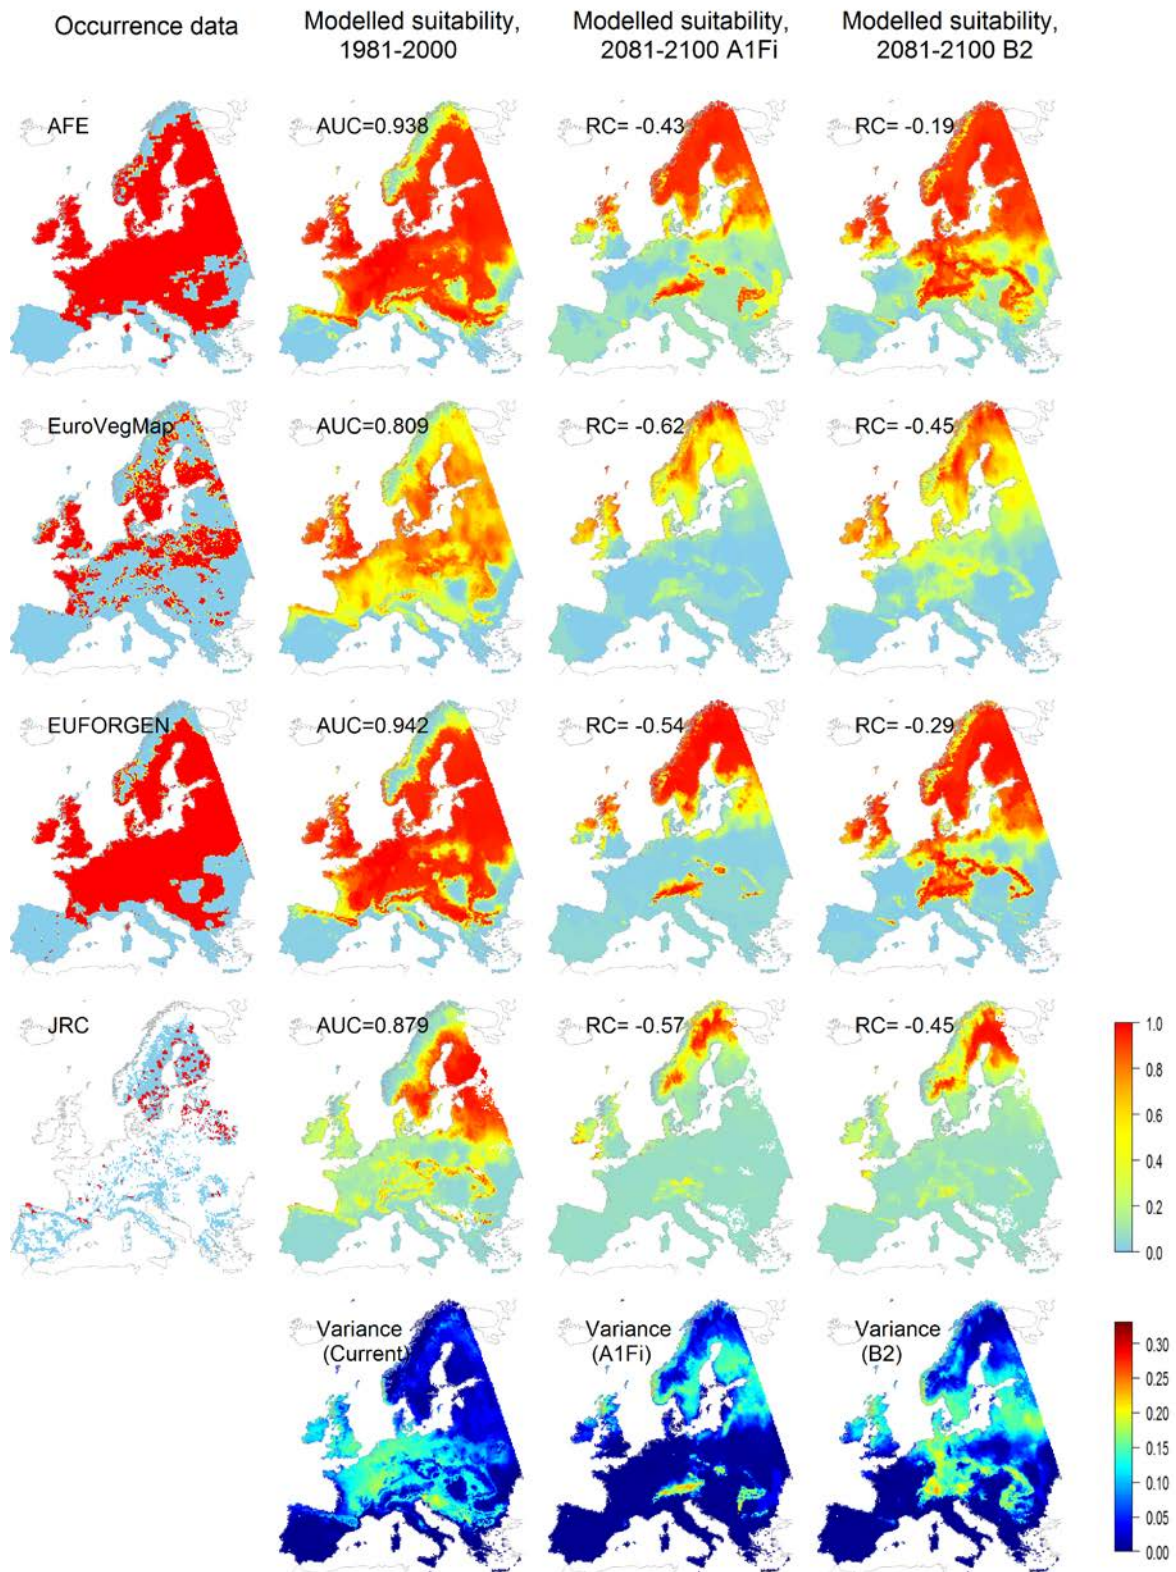 Occurrence data
Modelled suitability,
1981-2000
Modelled suitability,
2081-2100 A1Fi
Modelled suitability,
2081-2100 B2
AFE
AUC=0.938
RC= -0.43
RC= -0.19
EuroVegMap
AUC=0.809
RC= -0.62
RC= -0.45
EUFORGEN
AUC=0.942
RC= -0.54
RC= -0.29
JRC
AUC=0.879
RC= -0.57
RC= -0.45
1.0
0.8
0.6
0.4
0.2
0.0
Variance
(Current)
Variance
(A1Fi)
Variance
(B2)
0.30
0.25
0.20
0.15
0.10
0.05
0.00